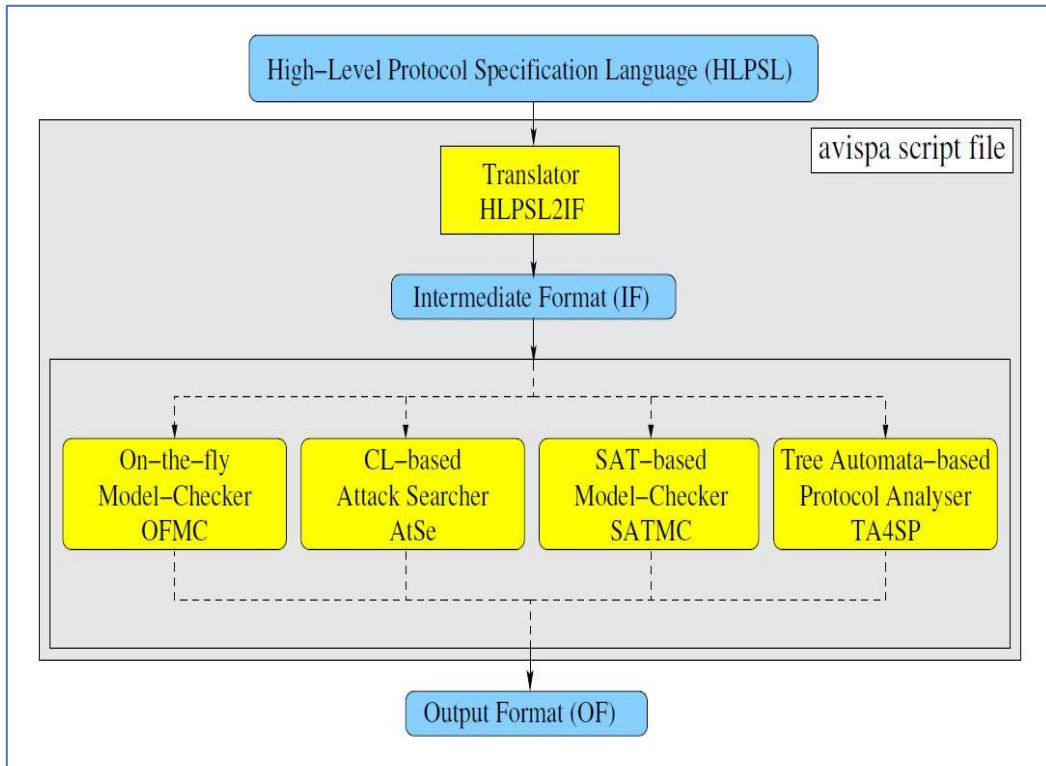 High–Level Protocol Specification Language (HLPSL)
avispa script file
Translator
HLPSL2IF
Intermediate Format (IF)
On–the–fly
Model–Checker
OFMC
CL–based
Attack Searcher
AtSe
SAT–based
Model–Checker
SATMC
Tree Automata–based
Protocol Analyser
TA4SP
Output Format (OF)